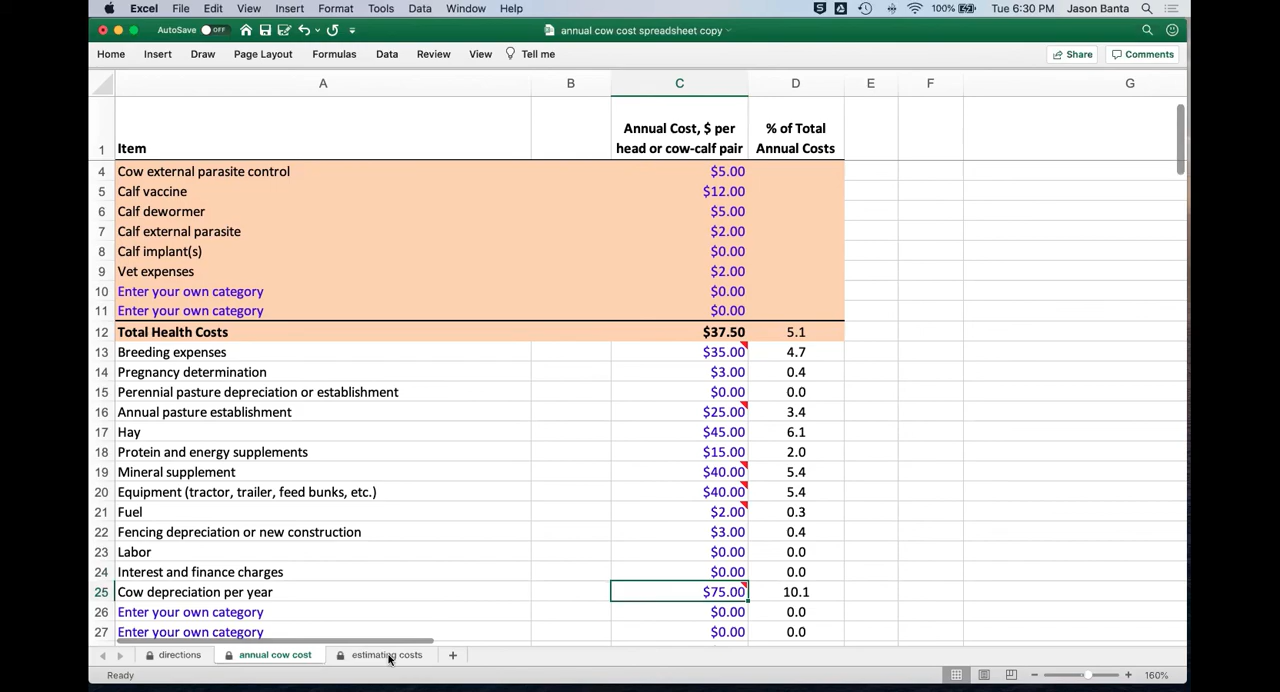 Excel File Edit View Insert Format Tools Data Window Help 100% Tue 6:30 PM Jason Banta
AutoSave OFF annual cow cost spreadsheet copy
Home Insert Draw Page Layout Formulas Data Review View Tell me Share Comments
A B C D E F G
Annual Cost, $ per % of Total
1 Item head or cow-calf pair Annual Costs
4 Cow external parasite control $5.00
5 Calf vaccine $12.00
6 Calf dewormer $5.00
7 Calf external parasite $2.00
8 Calf implant(s) $0.00
9 Vet expenses $2.00
10 Enter your own category $0.00
11 Enter your own category $0.00
12 Total Health Costs $37.50 5.1
13 Breeding expenses $35.00 4.7
14 Pregnancy determination $3.00 0.4
15 Perennial pasture depreciation or establishment $0.00 0.0
16 Annual pasture establishment $25.00 3.4
17 Hay $45.00 6.1
18 Protein and energy supplements $15.00 2.0
19 Mineral supplement $40.00 5.4
20 Equipment (tractor, trailer, feed bunks, etc.) $40.00 5.4
21 Fuel $2.00 0.3
22 Fencing depreciation or new construction $3.00 0.4
23 Labor $0.00 0.0
24 Interest and finance charges $0.00 0.0
25 Cow depreciation per year $75.00 10.1
26 Enter your own category $0.00 0.0
27 Enter your own category $0.00 0.0
directions annual cow cost estimating costs +
Ready 160%